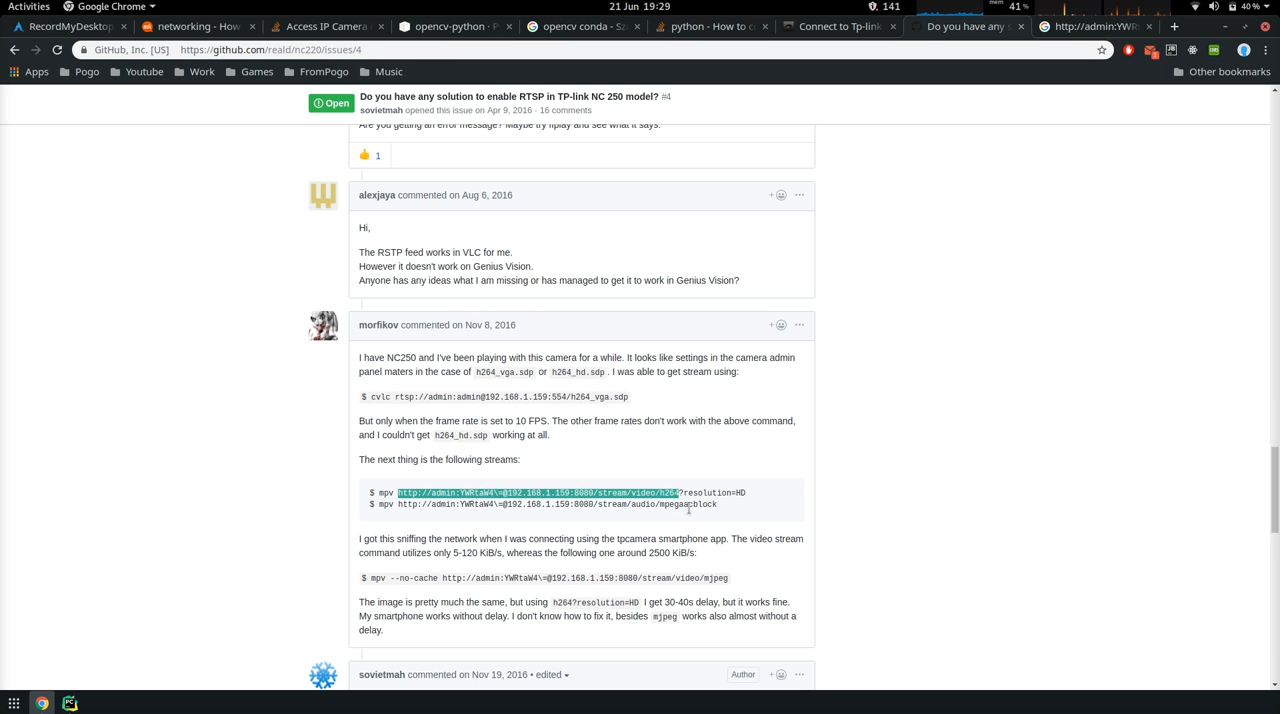 Activities
Google Chrome
21 Jun 19:29
141
mem
41 %
40 %
RecordMyDesktop
networking - How
Access IP Camera
opencv-python · P
opencv conda - S
python - How to c
Connect to Tp-link
Do you have any s
http://admin:YWR
GitHub, Inc. [US]
https://github.com/reald/nc220/issues/4
Apps
Pogo
Youtube
Work
Games
FromPogo
Music
Other bookmarks
Open
Do you have any solution to enable RTSP in TP-link NC 250 model? #4
sovietmah opened this issue on Apr 9, 2016 · 16 comments
Are you getting an error message? Maybe try ffplay and see what it says.
1
alexjaya commented on Aug 6, 2016
Hi,
The RSTP feed works in VLC for me.
However it doesn't work on Genius Vision.
Anyone has any ideas what I am missing or has managed to get it to work in Genius Vision?
morfikov commented on Nov 8, 2016
I have NC250 and I've been playing with this camera for a while. It looks like settings in the camera admin
panel maters in the case of h264_vga.sdp or h264_hd.sdp. I was able to get stream using:
$ cvlc rtsp://admin:admin@192.168.1.159:554/h264_vga.sdp
But only when the frame rate is set to 10 FPS. The other frame rates don't work with the above command,
and I couldn't get h264_hd.sdp working at all.
The next thing is the following streams:
$ mpv http://admin:YWRtaW4\=@192.168.1.159:8080/stream/video/h264?resolution=HD
$ mpv http://admin:YWRtaW4\=@192.168.1.159:8080/stream/audio/mpegaacblock
I got this sniffing the network when I was connecting using the tpcamera smartphone app. The video stream
command utilizes only 5-120 KiB/s, whereas the following one around 2500 KiB/s:
$ mpv --no-cache http://admin:YWRtaW4\=@192.168.1.159:8080/stream/video/mjpeg
The image is pretty much the same, but using h264?resolution=HD I get 30-40s delay, but it works fine.
My smartphone works without delay. I don't know how to fix it, besides mjpeg works also almost without a
delay.
sovietmah commented on Nov 19, 2016 • edited
Author